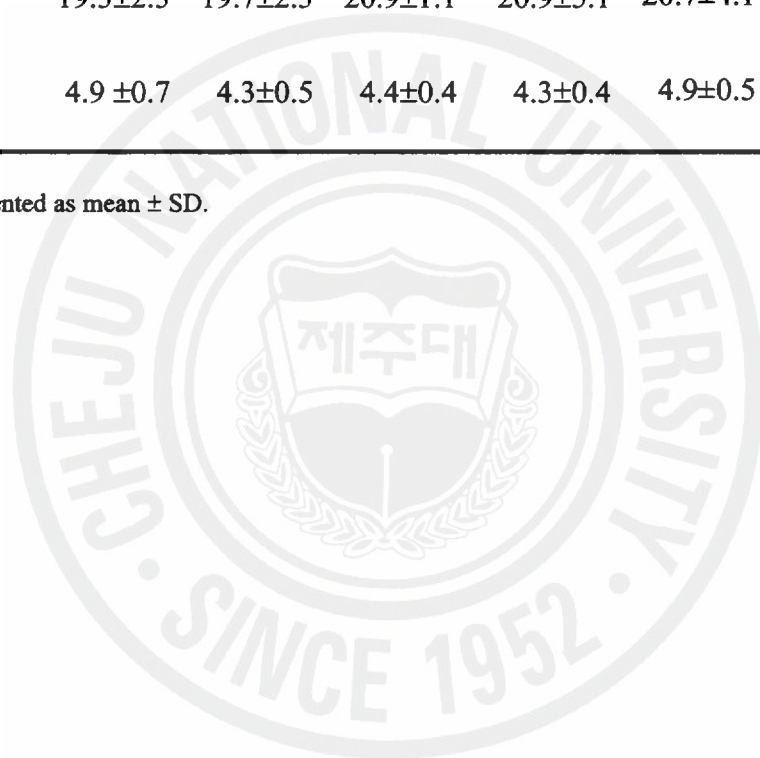 4.9 ±0.7 4.3±0.5 4.4±0.4 4.3±0.4 4.9±0.5
nted as mean ± SD.
CHEJU NATIONAL UNIVERSITY
제주대
· SINCE 1952 ·